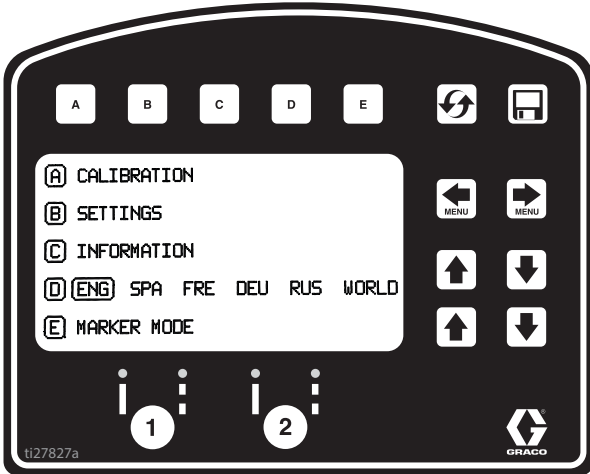 A B C D E
A CALIBRATION
MENU MENU
B SETTINGS
C INFORMATION
D ENG SPA FRE DEU RUS WORLD
E MARKER MODE
1 2
GRACO
ti27827a